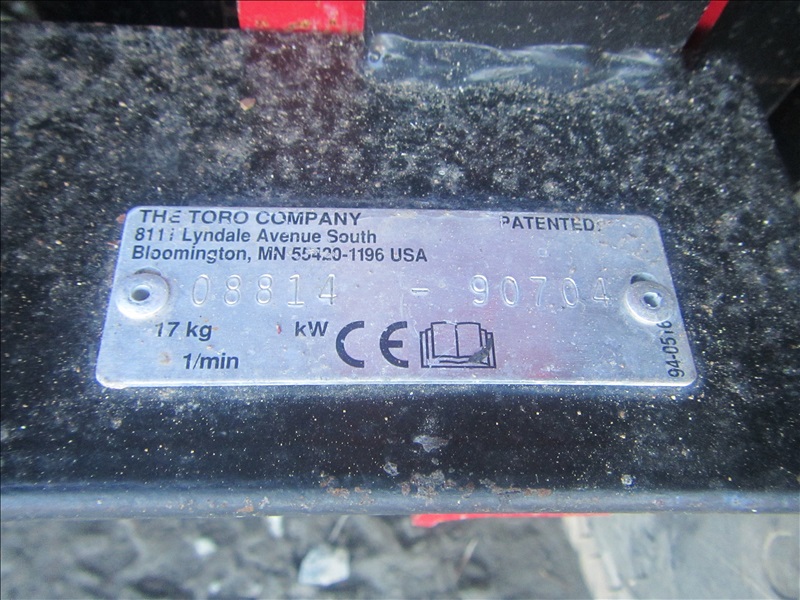 THE TORO COMPANY
PATENTED.
8111 Lyndale Avenue South
Bloomington, MN 55420-1196 USA
08814 - 90704
17 kg
kW
CE
1/min
94-0516